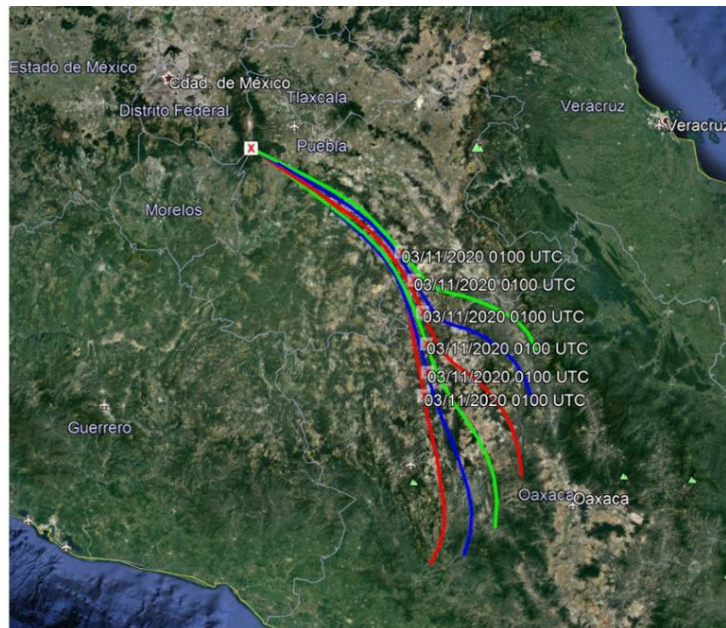 Estado de México
Cdad. de México
Distrito Federal
Tlaxcala
Puebla
Veracruz
Veracruz
Morelos
X
03/11/2020 0100 UTC
03/11/2020 0100 UTC
03/11/2020 0100 UTC
03/11/2020 0100 UTC
03/11/2020 0100 UTC
03/11/2020 0100 UTC
Guerrero
Oaxaca
Oaxaca